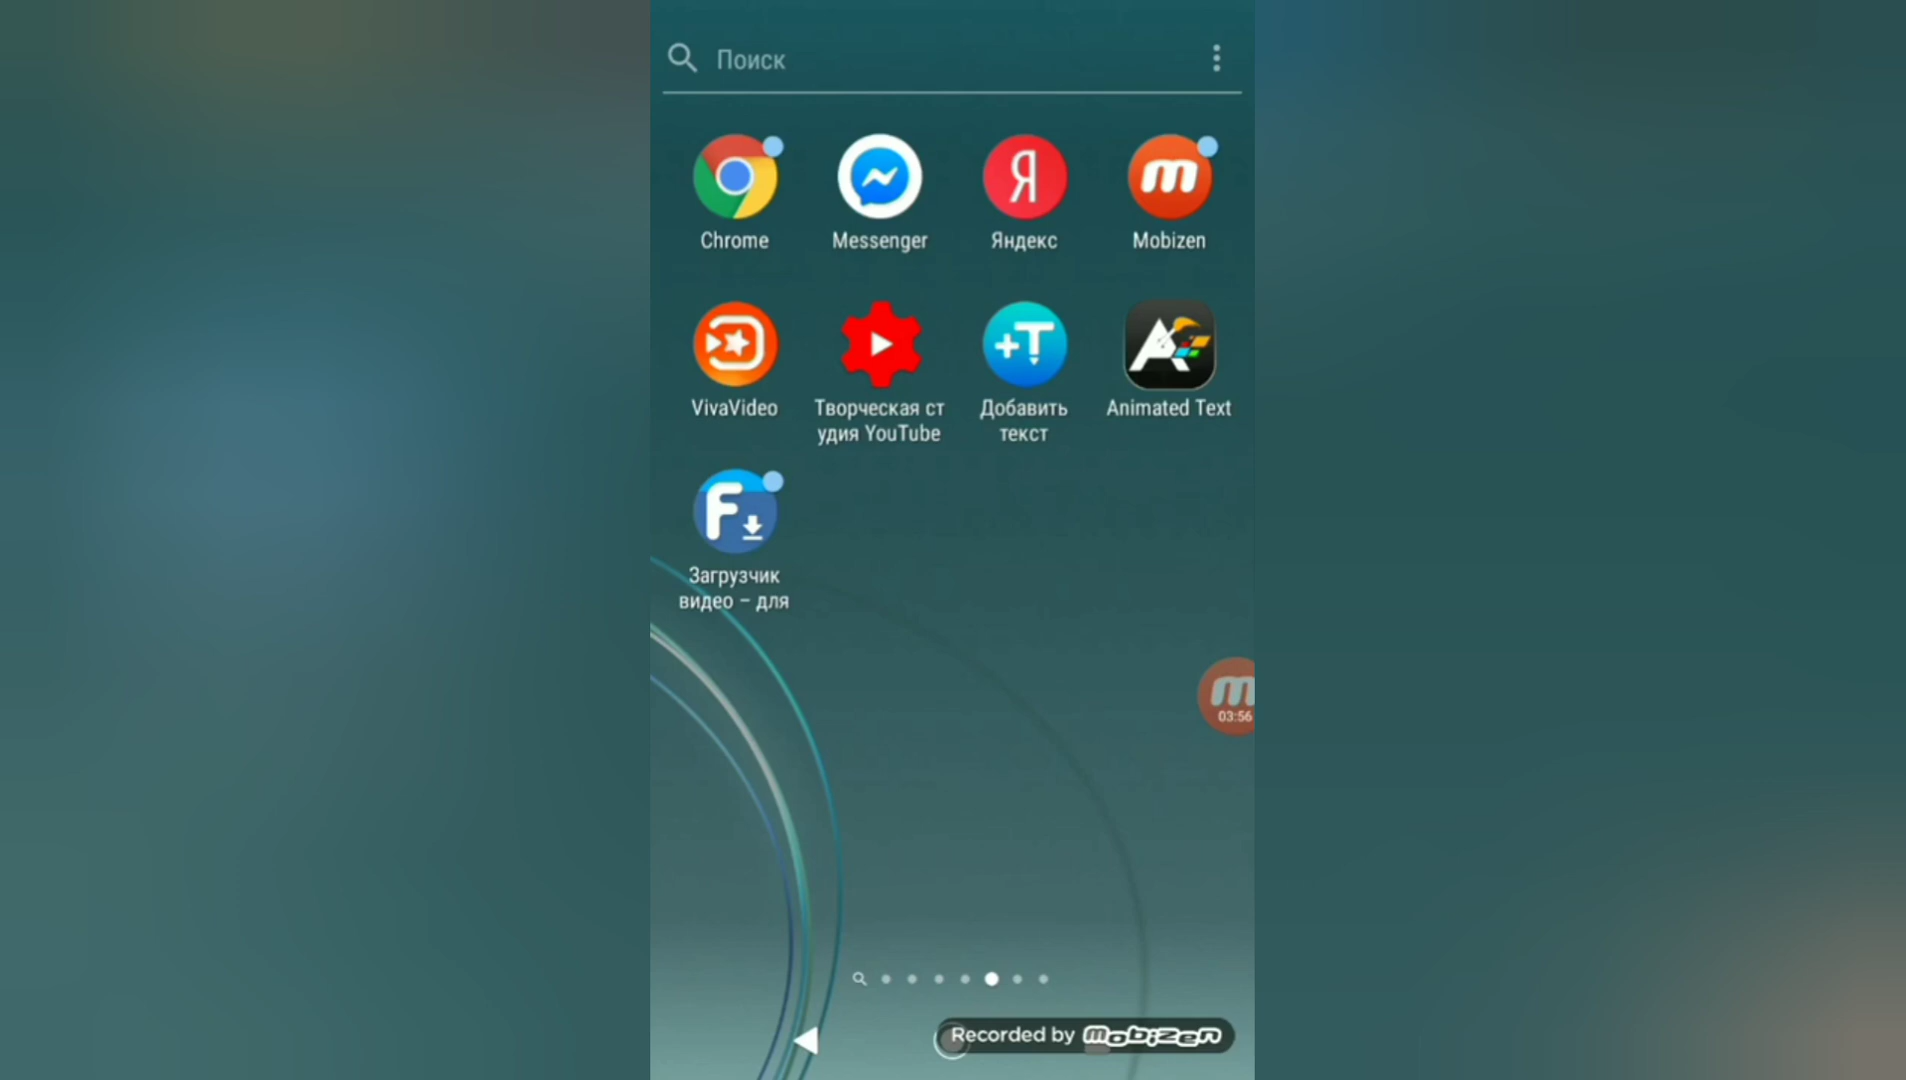 Поиск
Chrome
Messenger
Яндекс
Mobizen
VivaVideo
Творческая ст
удия YouTube
+T
Добавить
текст
Animated Text
Загрузчик
видео – для
03:56
Recorded by mobizen